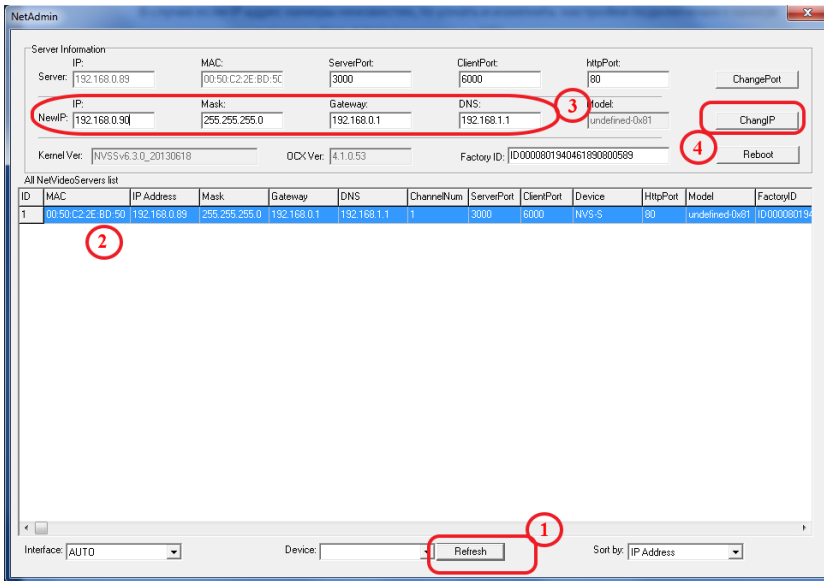 NetAdmin
Server Information
IP: MAC: ServerPort: ClientPort: httpPort:
Server: 192.168.0.89 00:50:C2:2E:BD:50 3000 6000 80 ChangePort
IP: Mask: Gateway: DNS: 3 Model:
NewIP: 192.168.0.90 255.255.255.0 192.168.0.1 192.168.1.1 undefined-0x81 ChangIP
4
Kernel Ver: NVSSv6.3.0_20130618 OCX Ver: 4.1.0.53 Factory ID: ID0000801940461890800589 Reboot
All NetVideoServers list
ID MAC IP Address Mask Gateway DNS ChannelNum ServerPort ClientPort Device HttpPort Model FactoryID
1 00:50:C2:2E:BD:50 192.168.0.89 255.255.255.0 192.168.0.1 192.168.1.1 1 3000 6000 NVS-S 80 undefined-0x81 ID000080194
2
1
Interface: AUTO Device: Refresh Sort by: IP Address